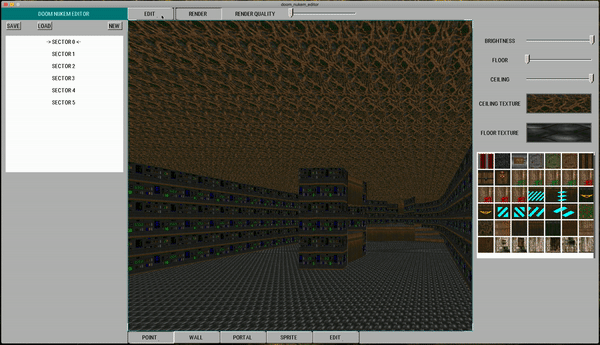 doom_nukem_editor
DOOM NUKEM EDITOR
EDIT RENDER RENDER QUALITY
SAVE LOAD NEW
-> SECTOR 0 <-
SECTOR 1
SECTOR 2
SECTOR 3
SECTOR 4
SECTOR 5
BRIGHTNESS
FLOOR
CEILING
CEILING TEXTURE
FLOOR TEXTURE
POINT WALL PORTAL SPRITE EDIT